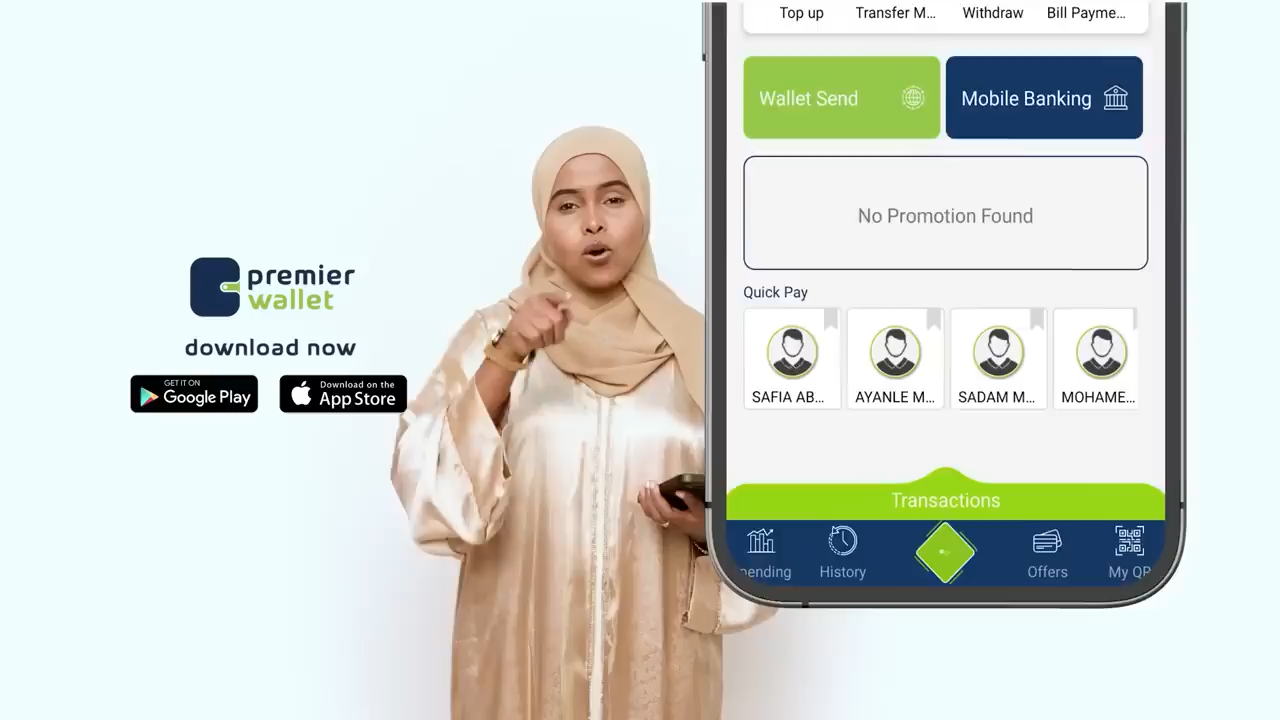 premier
wallet
download now
GET IT ON
Google Play
Download on the
App Store
Top up
Transfer M...
Withdraw
Bill Payme...
Wallet Send
Mobile Banking
No Promotion Found
Quick Pay
SAFIA AB...
AYANLE M...
SADAM M...
MOHAME...
Transactions
ending
History
Offers
My QR